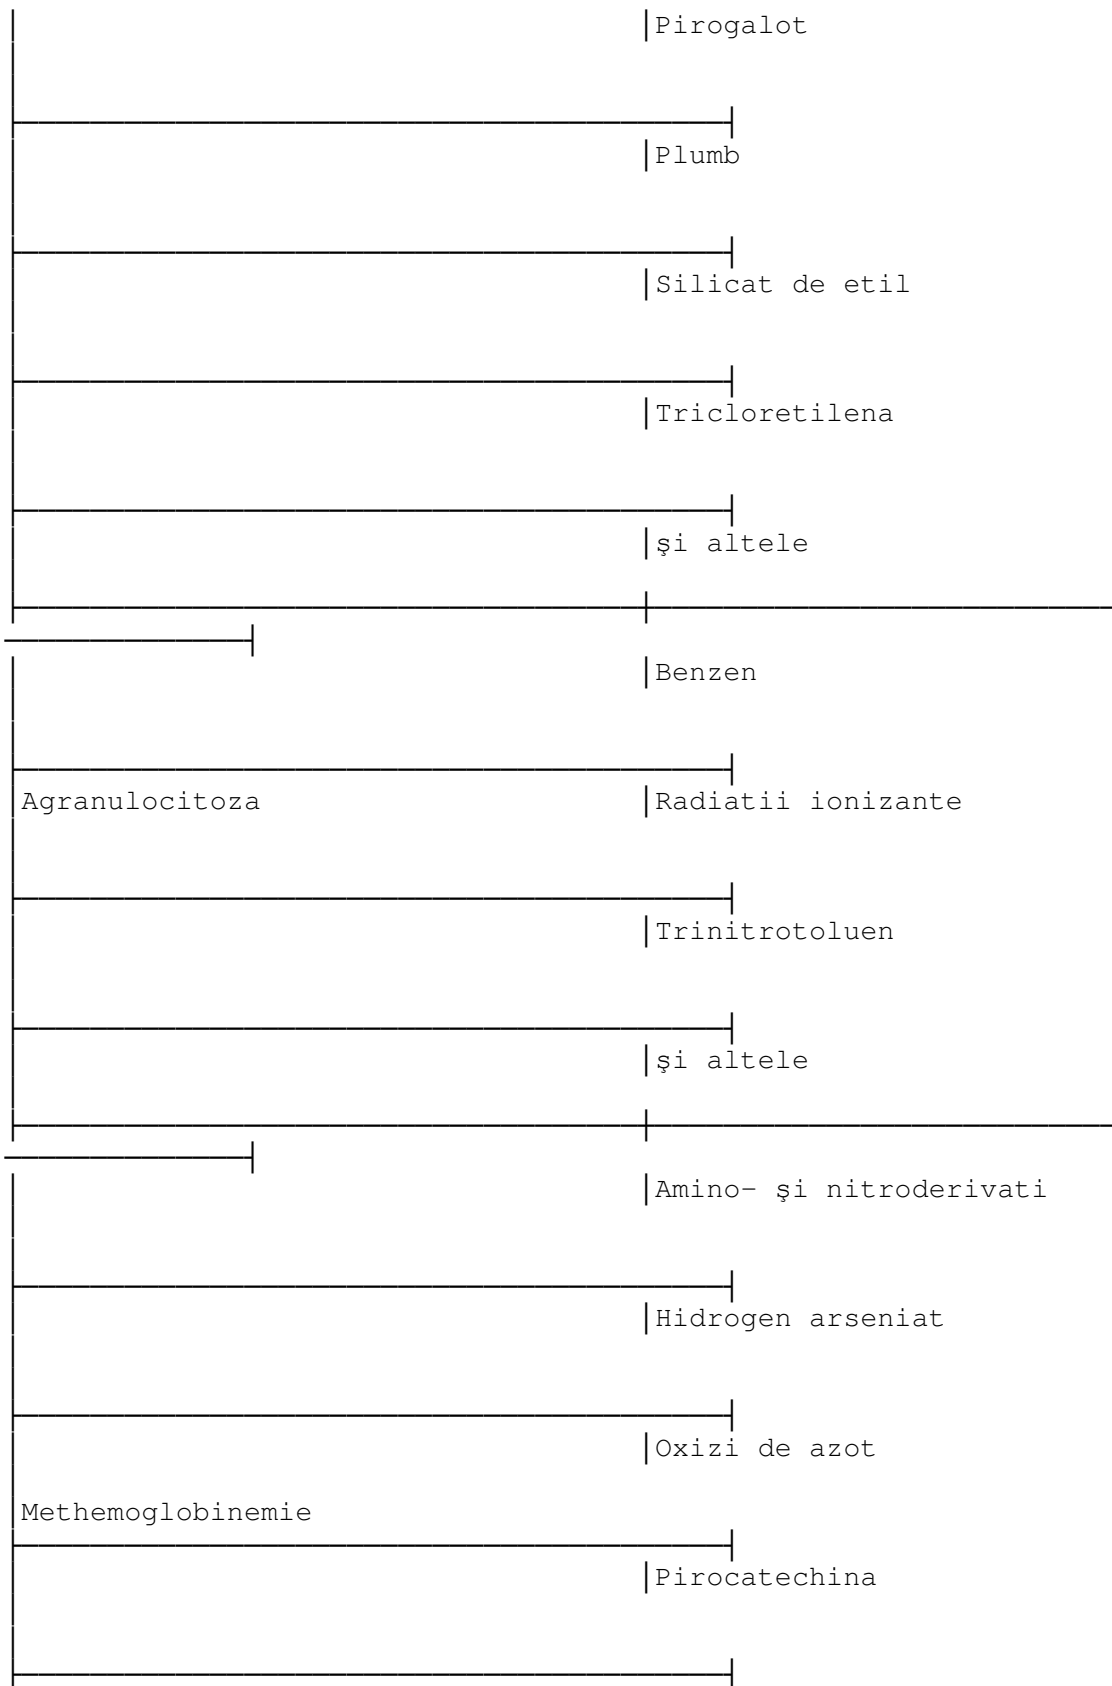 Pirogalot
Plumb
Silicat de etil
Tricloretilena
şi altele
Benzen
Agranulocitoza Radiatii ionizante
Trinitrotoluen
şi altele
Amino- şi nitroderivati
Hidrogen arseniat
Oxizi de azot
Methemoglobinemie
Pirocatechina